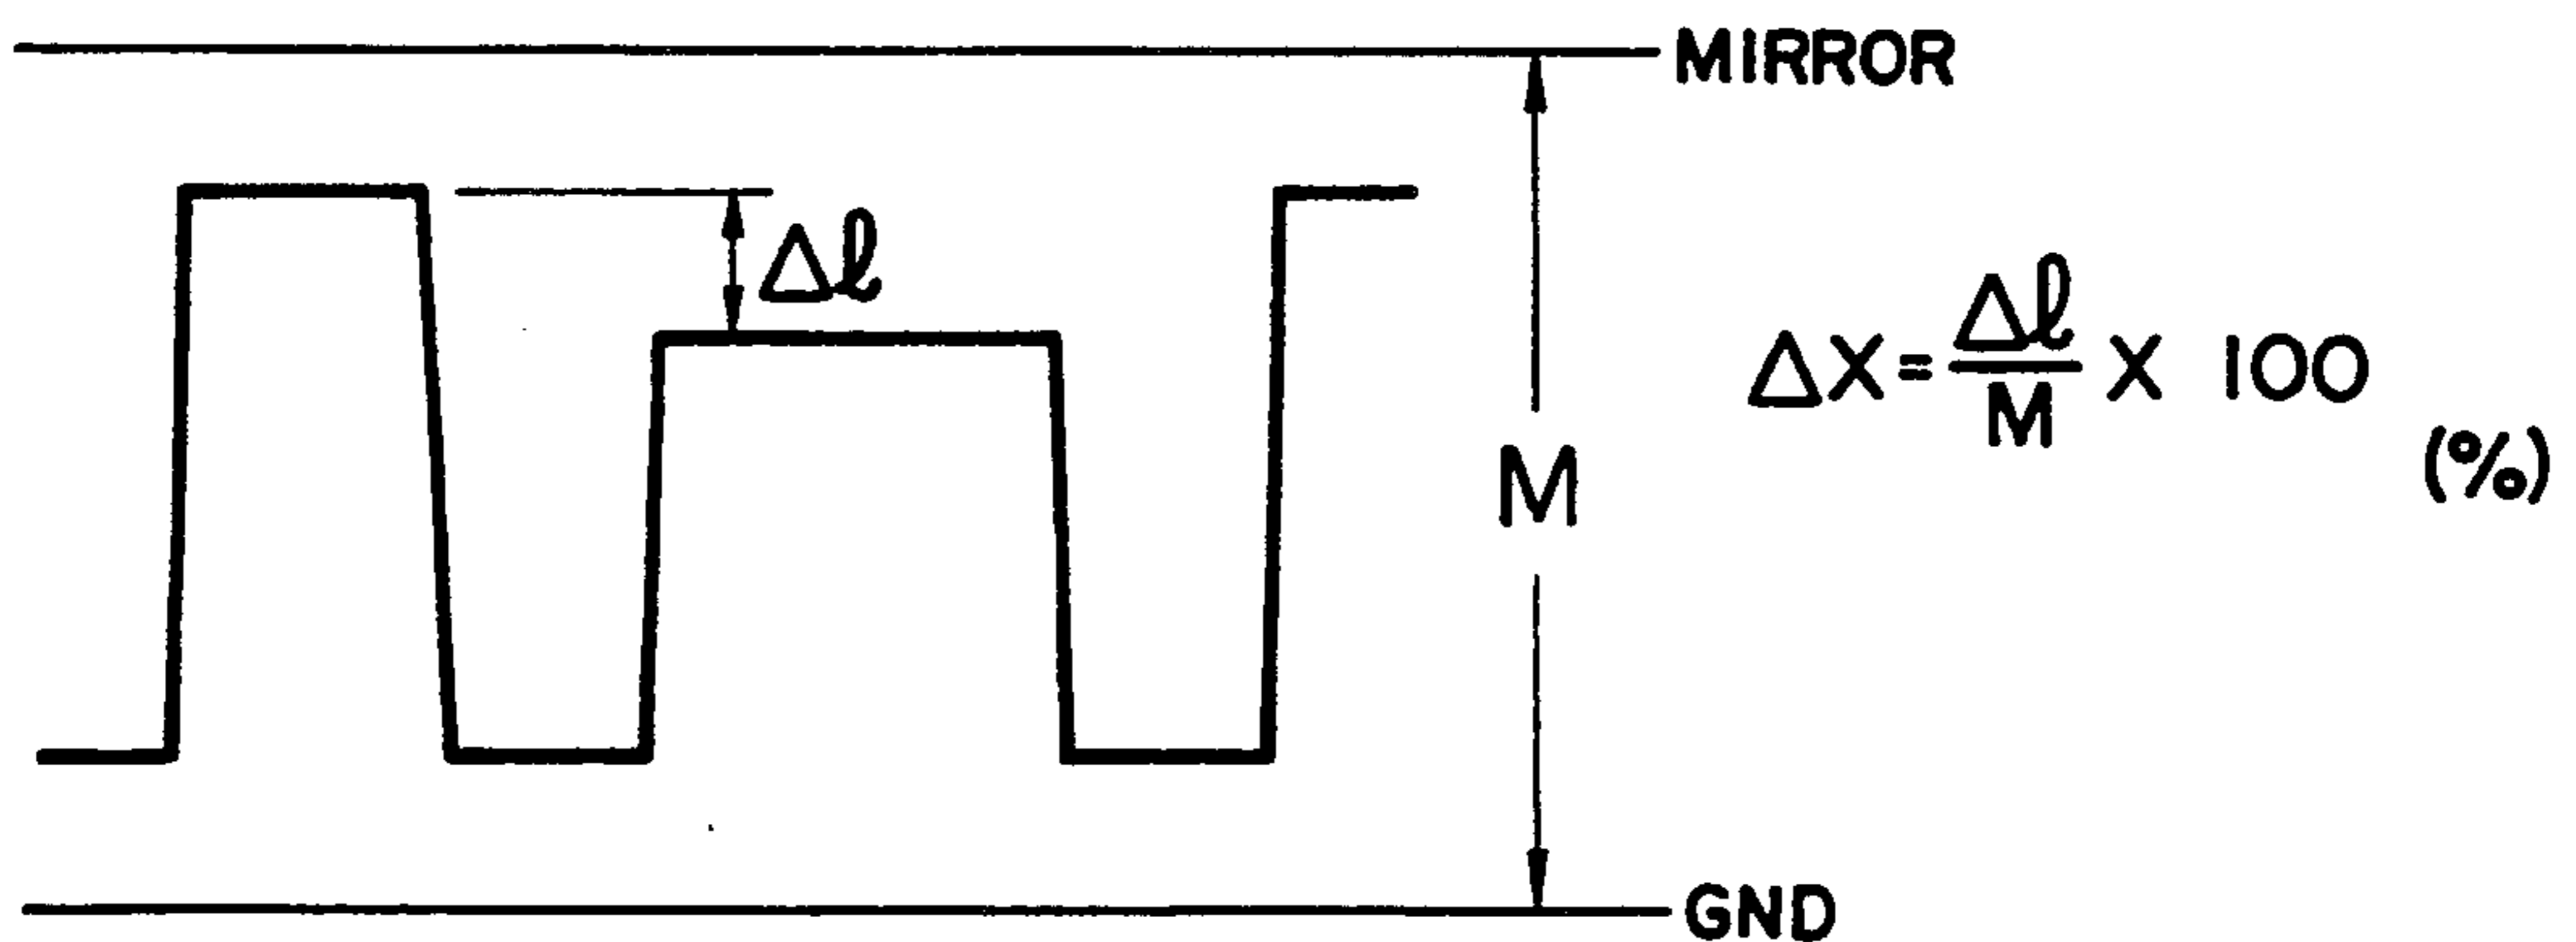 MIRROR
Δℓ
ΔX = Δℓ/M X 100
(%)
M
GND